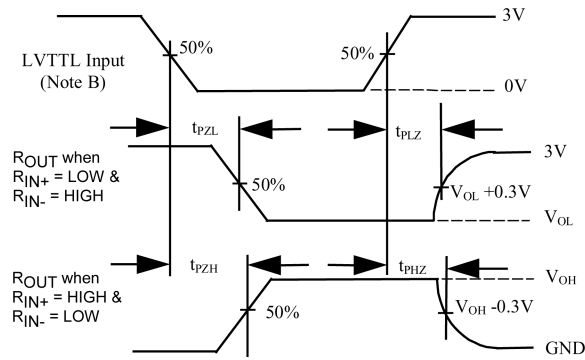 3V
50%
50%
LVTTL Input
(Note B)
0V
tPZL
tPLZ
ROUT when
RIN+ = LOW &
RIN- = HIGH
3V
50%
VOL +0.3V
VOL
tPZH
tPHZ
ROUT when
RIN+ = HIGH &
RIN- = LOW
VOH
50%
VOH -0.3V
GND